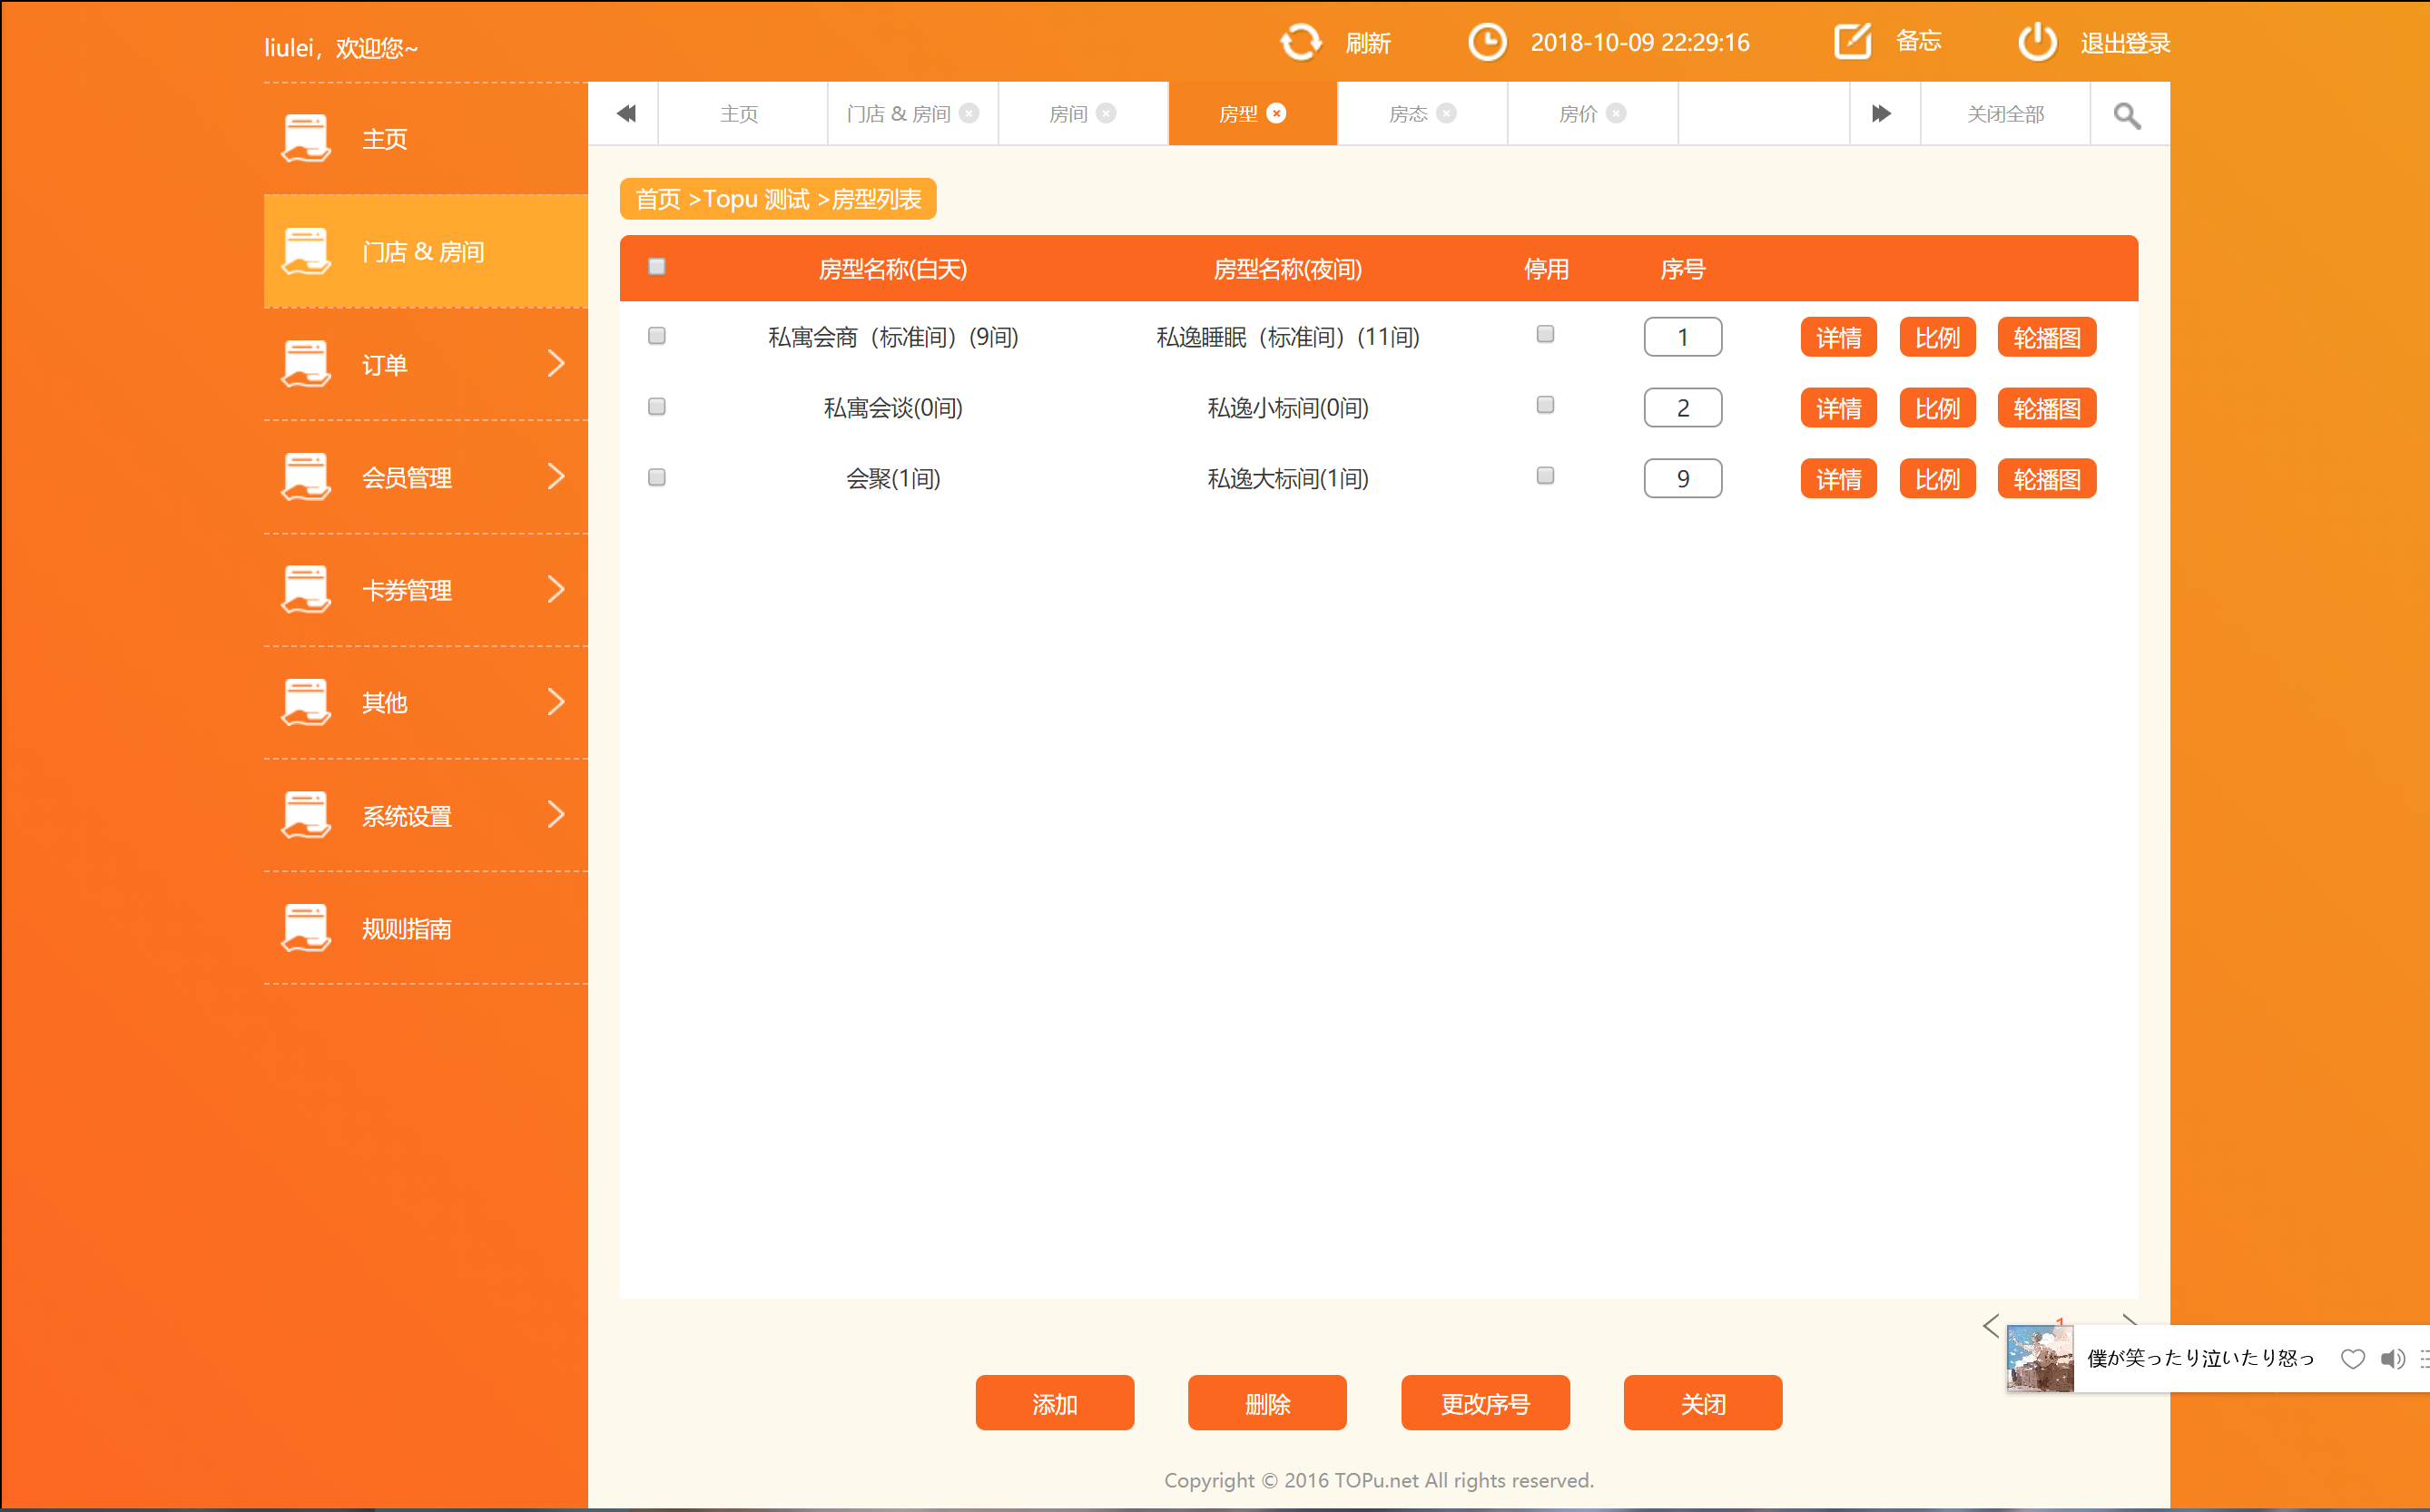 liulei，欢迎您~
刷新
2018-10-09 22:29:16
备忘
退出登录
主页
门店 & 房间
订单
会员管理
卡券管理
其他
系统设置
规则指南
主页 门店 & 房间 房间 房型 房态 房价 关闭全部
首页 >Topu 测试 >房型列表
房型名称(白天) 房型名称(夜间) 停用 序号
私寓会商（标准间）(9间) 私逸睡眠（标准间）(11间) 1 详情 比例 轮播图
私寓会谈(0间) 私逸小标间(0间) 2 详情 比例 轮播图
会聚(1间) 私逸大标间(1间) 9 详情 比例 轮播图
1
僕が笑ったり泣いたり怒っ
添加 删除 更改序号 关闭
Copyright © 2016 TOPu.net All rights reserved.